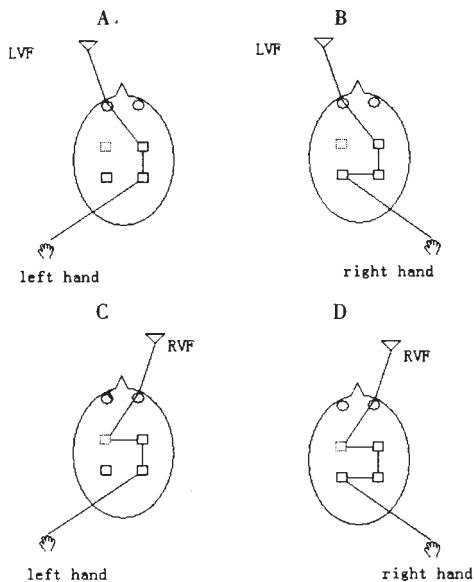 A .
B
LVF
LVF
left hand
right hand
C
D
RVF
RVF
left hand
right hand